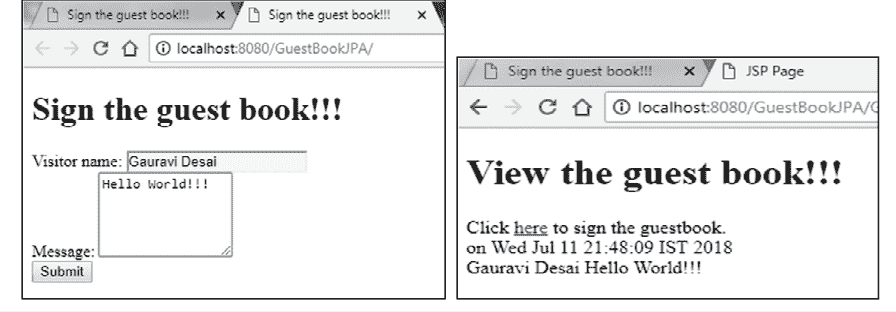 Sign the guest book!!!
Sign the guest book!!!
localhost:8080/GuestBookJPA/
Sign the guest book!!!
Visitor name: Gauravi Desai
Hello World!!!
Message:
Submit
Sign the guest book!!!
JSP Page
localhost:8080/GuestBookJPA/
View the guest book!!!
Click here to sign the guestbook.
on Wed Jul 11 21:48:09 IST 2018
Gauravi Desai Hello World!!!